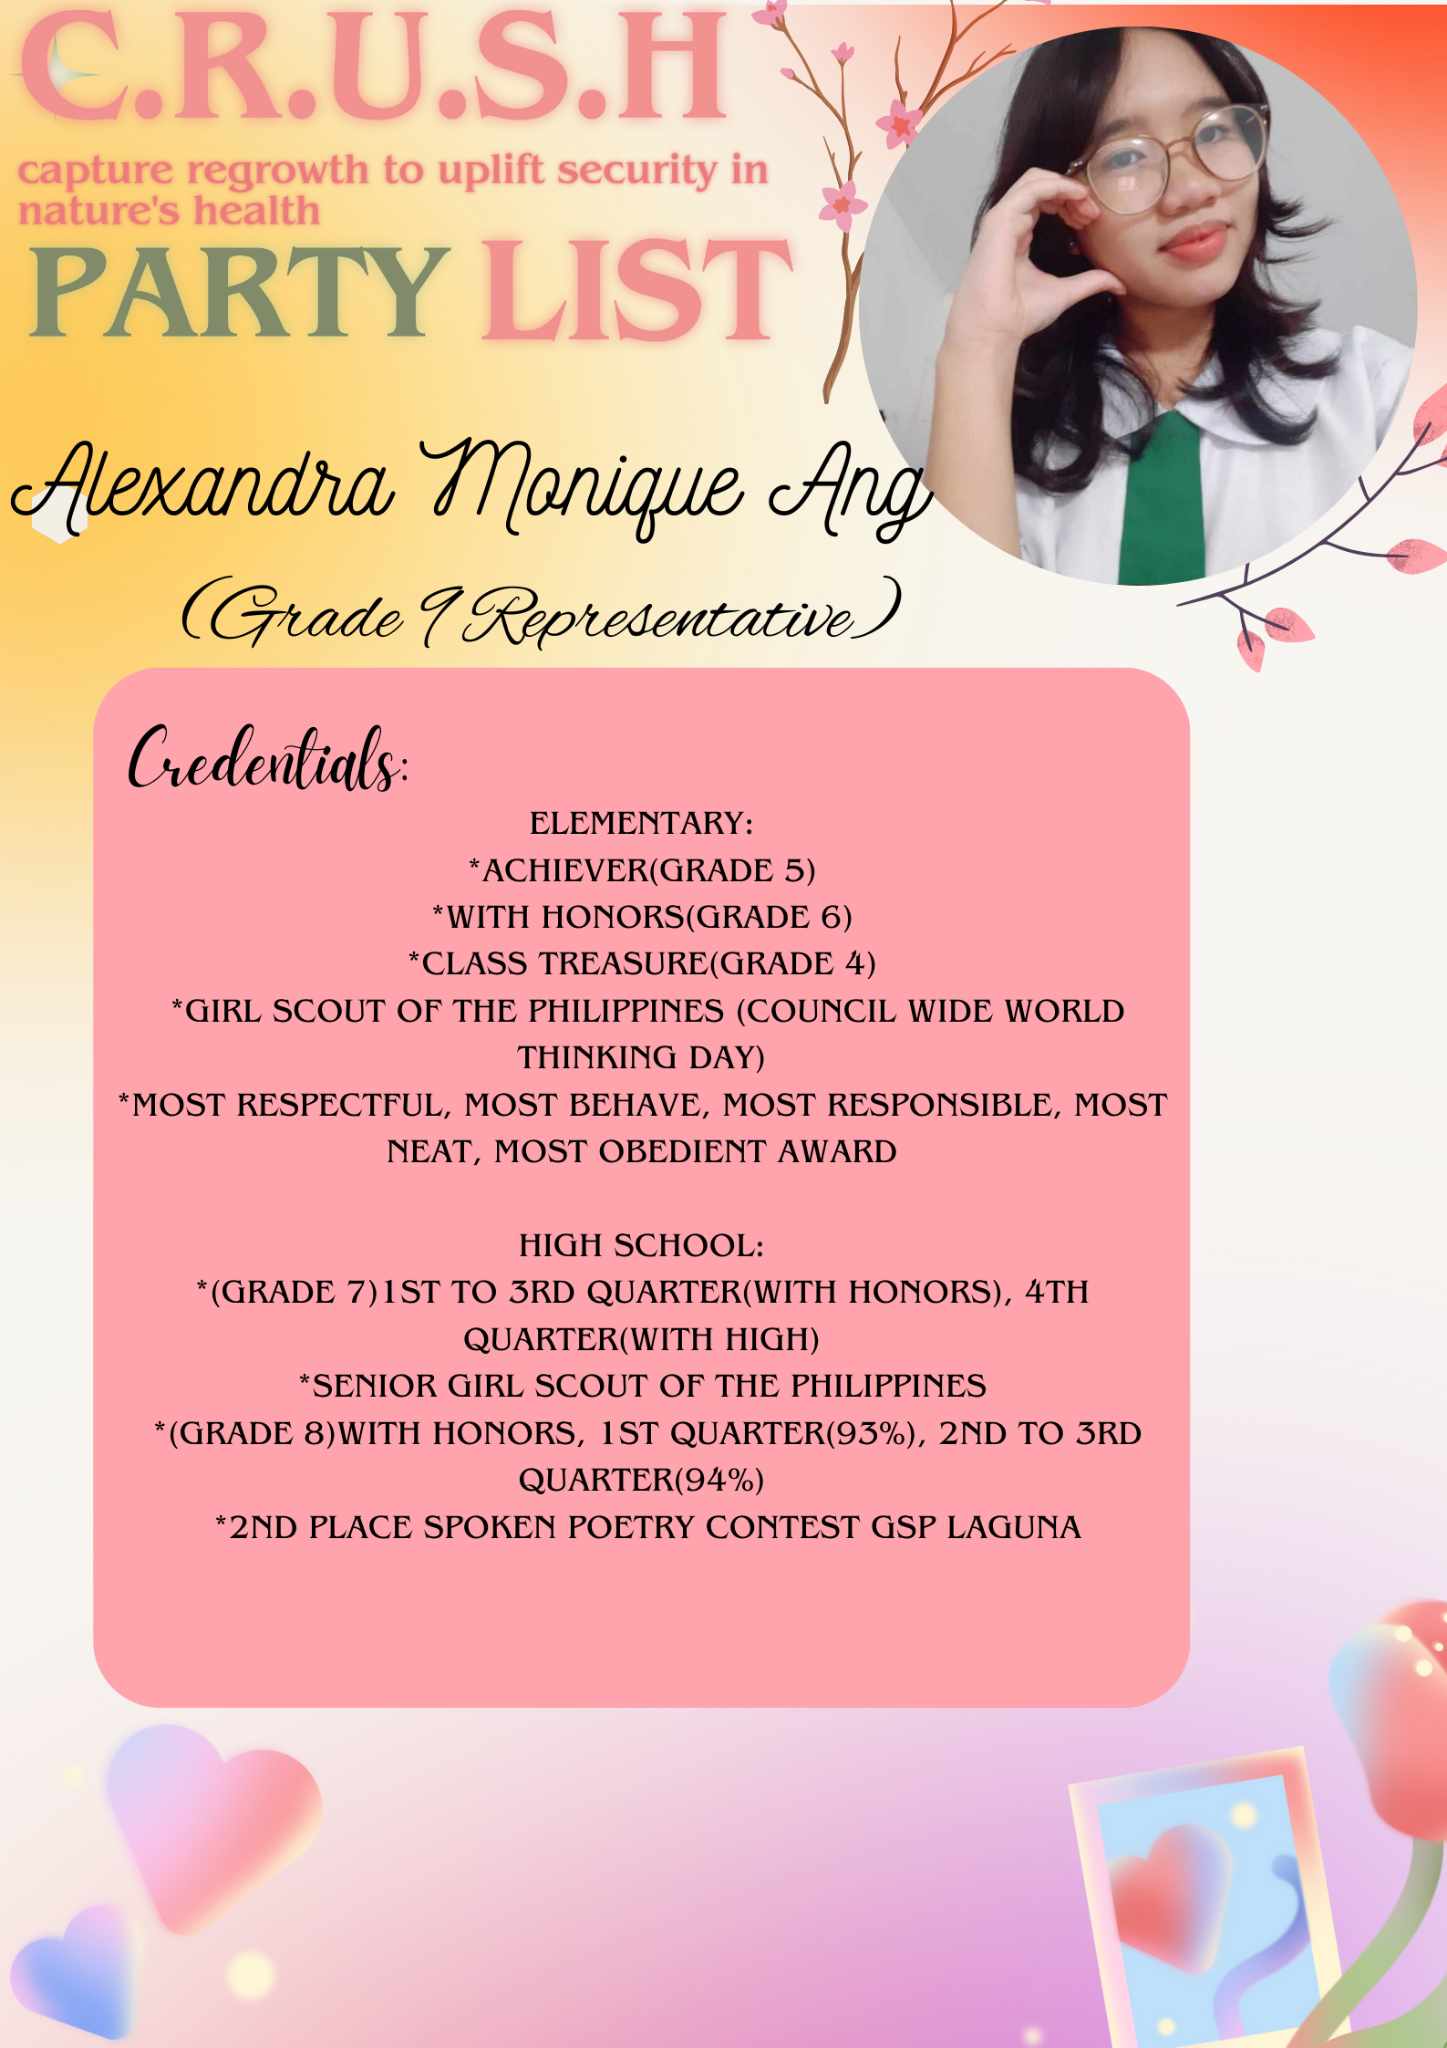 C.R.U.S.H
capture regrowth to uplift security in
nature's health
PARTY LIST
Alexandra Monique Ang
(Grade 9 Representative)
Credentials:
ELEMENTARY:
*ACHIEVER(GRADE 5)
*WITH HONORS(GRADE 6)
*CLASS TREASURE(GRADE 4)
*GIRL SCOUT OF THE PHILIPPINES (COUNCIL WIDE WORLD
THINKING DAY)
*MOST RESPECTFUL, MOST BEHAVE, MOST RESPONSIBLE, MOST
NEAT, MOST OBEDIENT AWARD
HIGH SCHOOL:
*(GRADE 7)1ST TO 3RD QUARTER(WITH HONORS), 4TH
QUARTER(WITH HIGH)
*SENIOR GIRL SCOUT OF THE PHILIPPINES
*(GRADE 8)WITH HONORS, 1ST QUARTER(93%), 2ND TO 3RD
QUARTER(94%)
*2ND PLACE SPOKEN POETRY CONTEST GSP LAGUNA